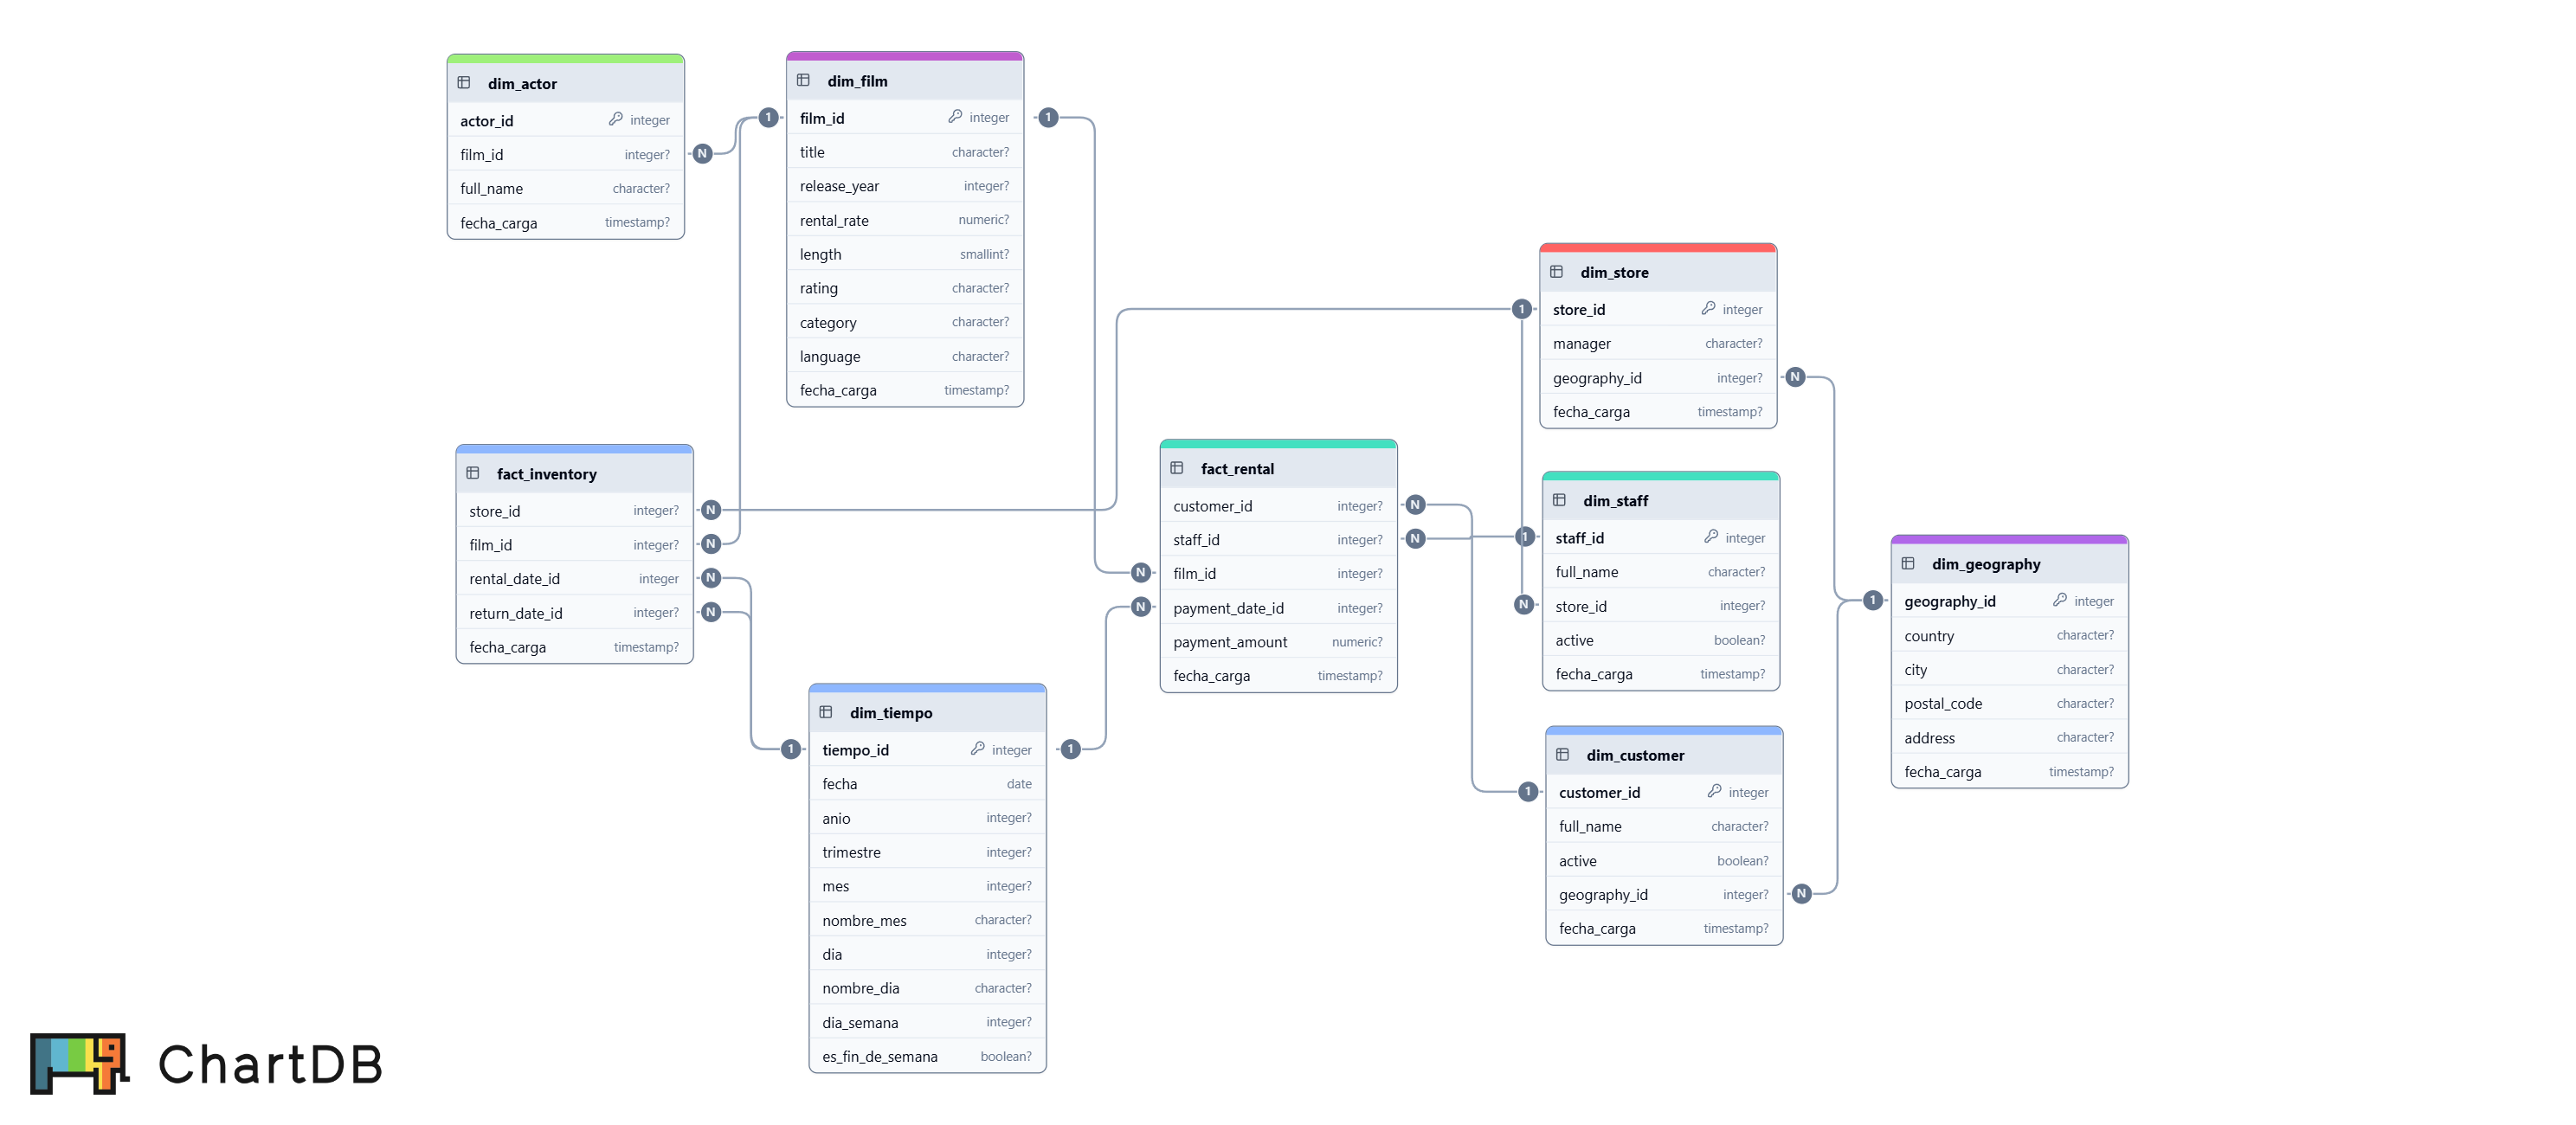 dim_actor
actor_id integer
film_id integer?
full_name character?
fecha_carga timestamp?
dim_film
film_id integer
title character?
release_year integer?
rental_rate numeric?
length smallint?
rating character?
category character?
language character?
fecha_carga timestamp?
1
1
N
dim_store
store_id integer
manager character?
geography_id integer?
fecha_carga timestamp?
1
N
fact_inventory
store_id integer?
film_id integer?
rental_date_id integer
return_date_id integer?
fecha_carga timestamp?
N
N
N
N
fact_rental
customer_id integer?
staff_id integer?
film_id integer?
payment_date_id integer?
payment_amount numeric?
fecha_carga timestamp?
N
N
N
N
dim_staff
staff_id integer
full_name character?
store_id integer?
active boolean?
fecha_carga timestamp?
1
N
dim_geography
geography_id integer
country character?
city character?
postal_code character?
address character?
fecha_carga timestamp?
1
dim_tiempo
tiempo_id integer
fecha date
anio integer?
trimestre integer?
mes integer?
nombre_mes character?
dia integer?
nombre_dia character?
dia_semana integer?
es_fin_de_semana boolean?
1
1
dim_customer
customer_id integer
full_name character?
active boolean?
geography_id integer?
fecha_carga timestamp?
1
N
ChartDB